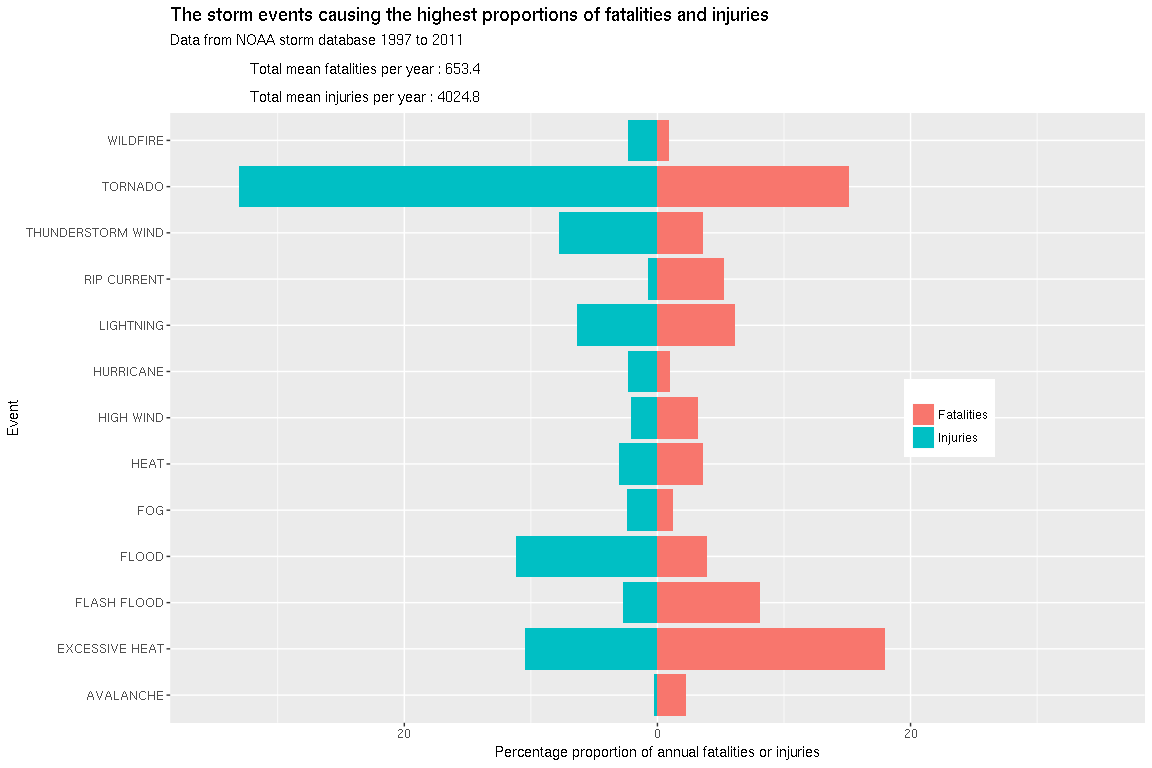 The storm events causing the highest proportions of fatalities and injuries
Data from NOAA storm database 1997 to 2011
Total mean fatalities per year : 653.4
Total mean injuries per year : 4024.8
WILDFIRE
TORNADO
THUNDERSTORM WIND
RIP CURRENT
LIGHTNING
HURRICANE
HIGH WIND
HEAT
FOG
FLOOD
FLASH FLOOD
EXCESSIVE HEAT
AVALANCHE
Event
Fatalities
Injuries
20 0 20
Percentage proportion of annual fatalities or injuries